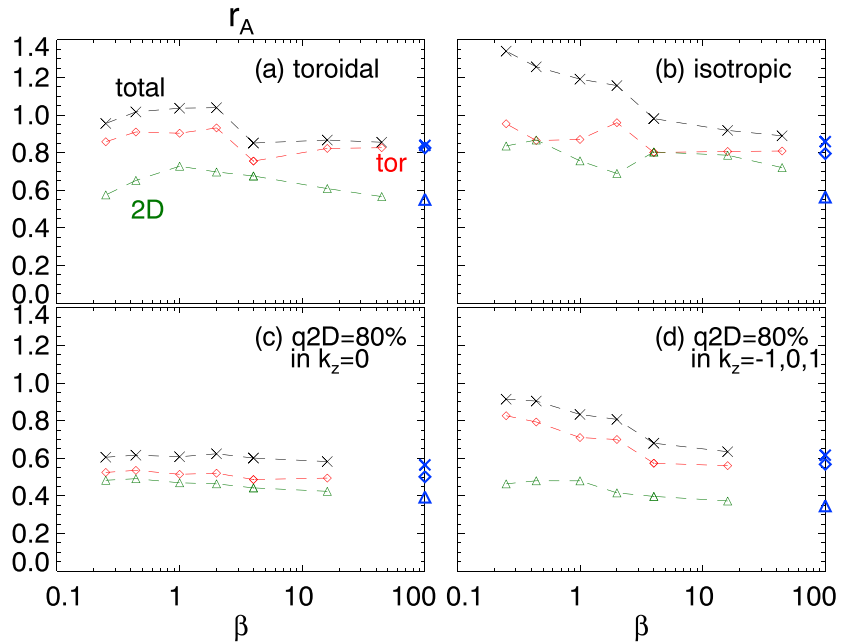 r_A
1.4
1.2
1.0
0.8
0.6
0.4
0.2
0.0
(a) toroidal
total
tor
2D
(b) isotropic
1.4
1.2
1.0
0.8
0.6
0.4
0.2
0.0
(c) q2D=80%
in k_z=0
(d) q2D=80%
in k_z=-1,0,1
0.1
1
10
100
0.1
1
10
100
β
β